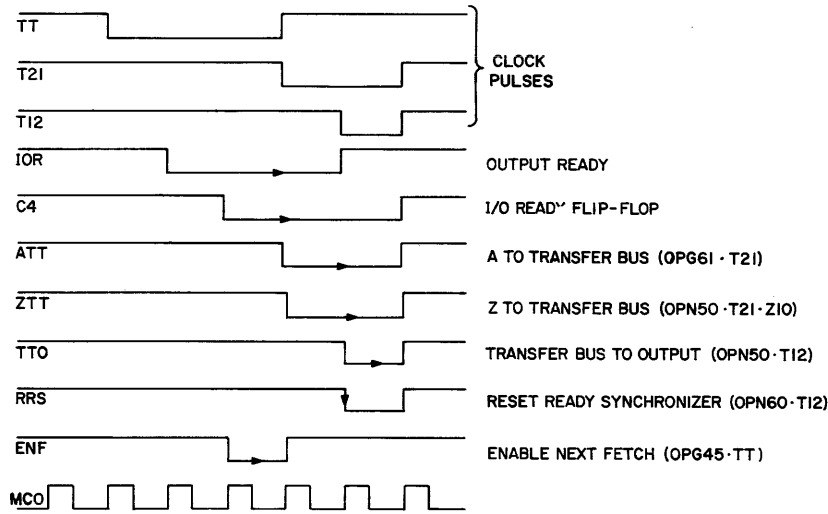 TT
T21
CLOCK
PULSES
T12
IOR
OUTPUT READY
C4
I/O READY FLIP-FLOP
ATT
A TO TRANSFER BUS (OPG61·T21)
ZTT
Z TO TRANSFER BUS (OPN50·T21·Z10)
TTO
TRANSFER BUS TO OUTPUT (OPN50·T12)
RRS
RESET READY SYNCHRONIZER (OPN60·T12)
ENF
ENABLE NEXT FETCH (OPG45·TT)
MCO